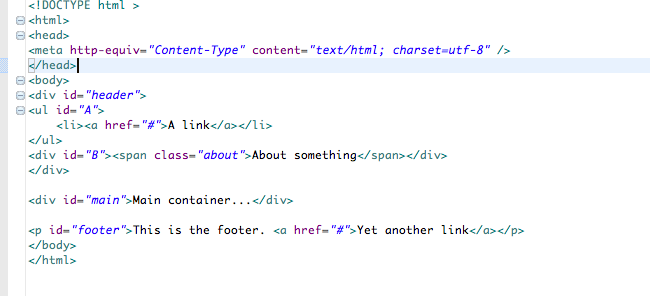 <!DOCTYPE html >
<html>
<head>
<meta http-equiv="Content-Type" content="text/html; charset=utf-8" />
</head>
<body>
<div id="header">
<ul id="A">
    <li><a href="#">A link</a></li>
</ul>
<div id="B"><span class="about">About something</span></div>
</div>

<div id="main">Main container...</div>

<p id="footer">This is the footer. <a href="#">Yet another link</a></p>
</body>
</html>